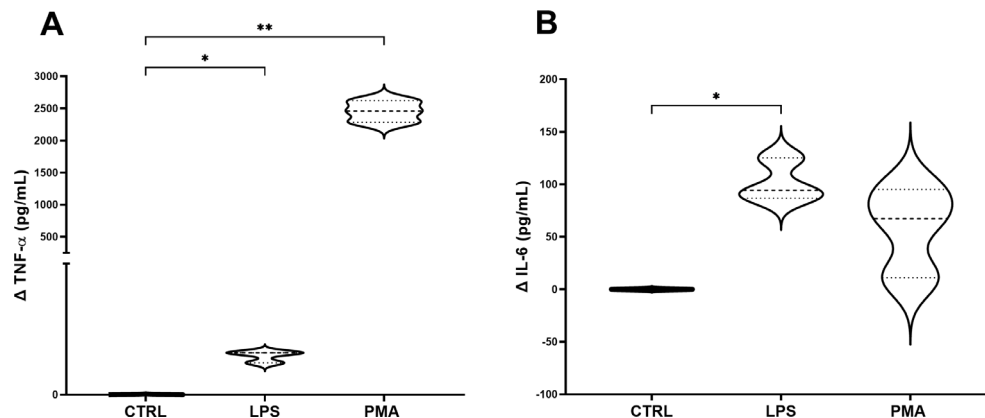 A
**
*
Δ TNF-α (pg/mL)
3000
2500
2000
1500
1000
500
0
CTRL
LPS
PMA
B
*
Δ IL-6 (pg/mL)
200
150
100
50
0
-50
-100
CTRL
LPS
PMA